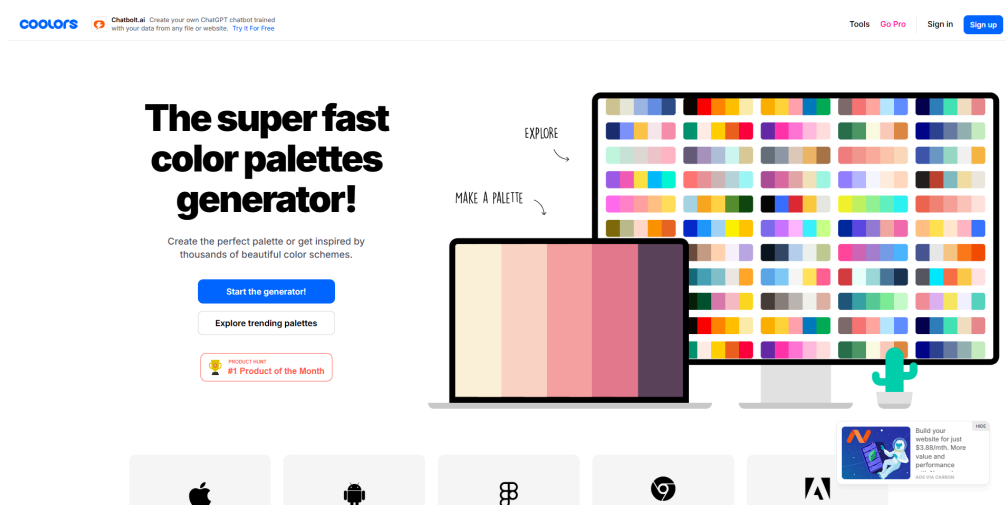 coolors
Chatbolt.ai Create your own ChatGPT chatbot trained
with your data from any file or website. Try It For Free
Tools
Go Pro
Sign in
Sign up
The super fast
color palettes
generator!
Create the perfect palette or get inspired by
thousands of beautiful color schemes.
Start the generator!
Explore trending palettes
PRODUCT HUNT
#1 Product of the Month
EXPLORE
MAKE A PALETTE
HIDE
Build your
website for just
$3.88/mth. More
value and
performance
ADS VIA CARBON